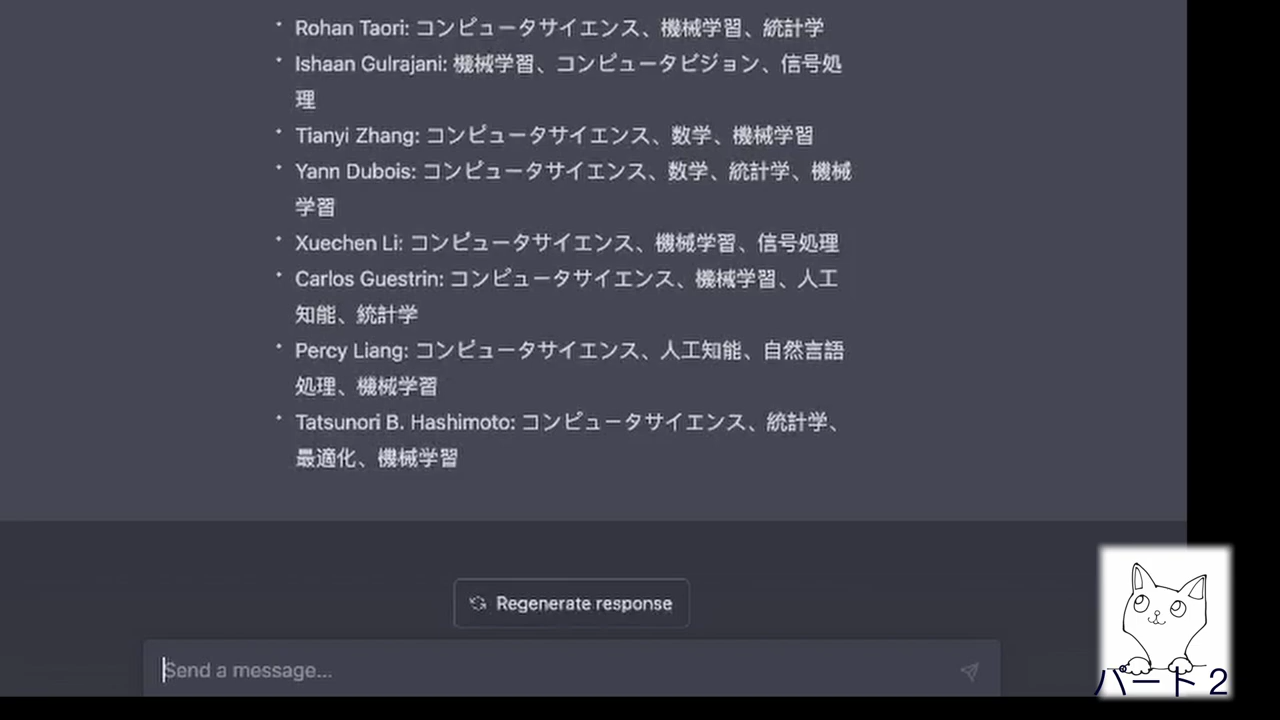 Rohan Taori: コンピュータサイエンス、機械学習、統計学
Ishaan Gulrajani: 機械学習、コンピュータビジョン、信号処
理
Tianyi Zhang: コンピュータサイエンス、数学、機械学習
Yann Dubois: コンピュータサイエンス、数学、統計学、機械
学習
Xuechen Li: コンピュータサイエンス、機械学習、信号処理
Carlos Guestrin: コンピュータサイエンス、機械学習、人工
知能、統計学
Percy Liang: コンピュータサイエンス、人工知能、自然言語
処理、機械学習
Tatsunori B. Hashimoto: コンピュータサイエンス、統計学、
最適化、機械学習
Regenerate response
Send a message...
パート2